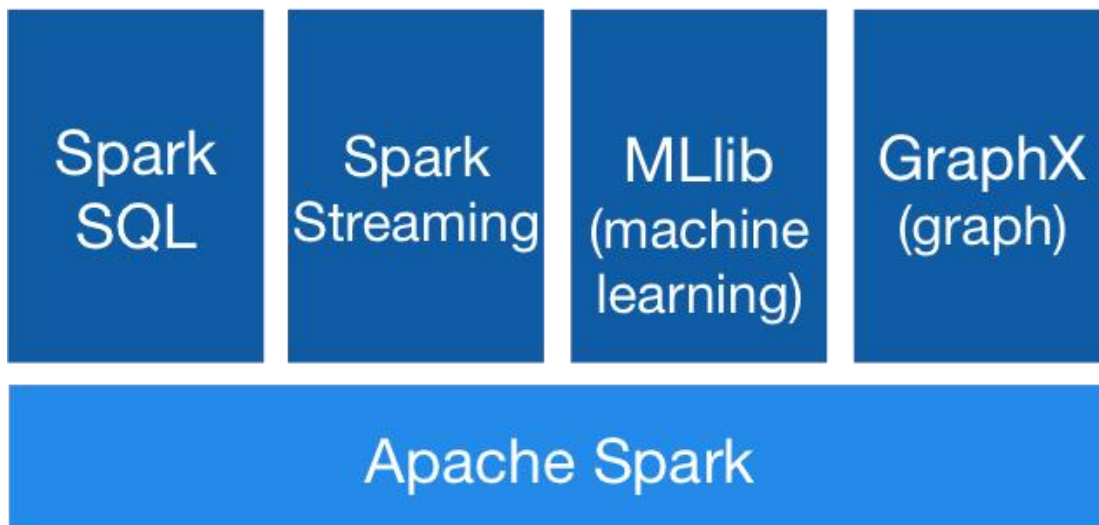 Spark
SQL
Spark
Streaming
MLlib
(machine
learning)
GraphX
(graph)
Apache Spark